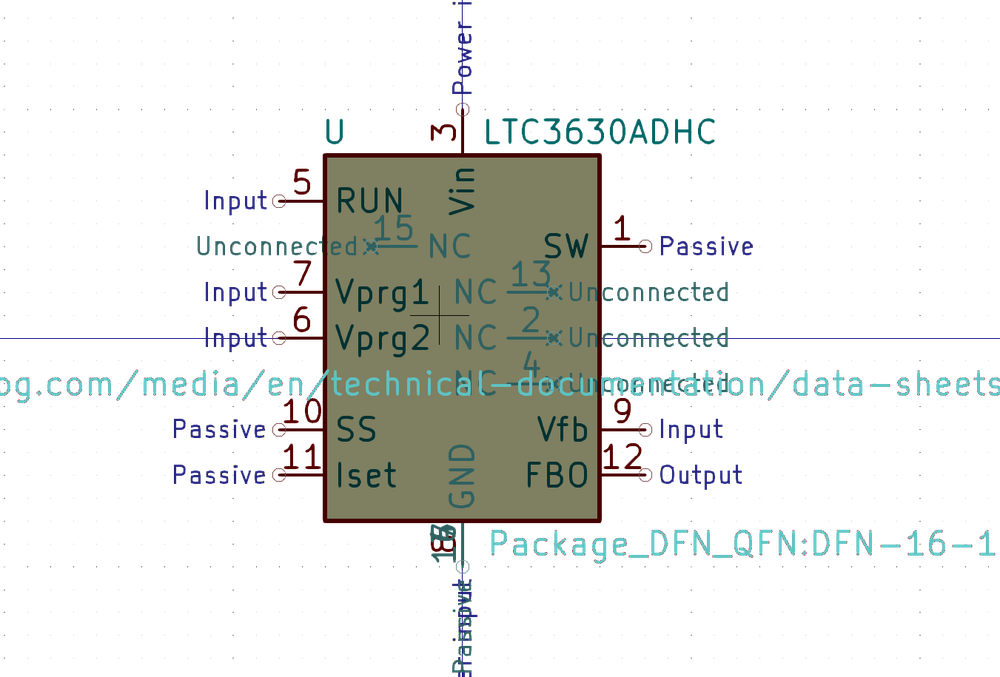 Power i
U 3 LTC3630ADHC
Vin
Input 5 RUN
Unconnected 15 NC SW 1 Passive
Input 7 Vprg1 NC 13 Unconnected
Input 6 Vprg2 NC 2 Unconnected
NC 4 Unconnected
og.com/media/en/technical-documentation/data-sheets
Passive 10 SS Vfb 9 Input
Passive 11 Iset FBO 12 Output
GND
Package_DFN_QFN:DFN-16-1